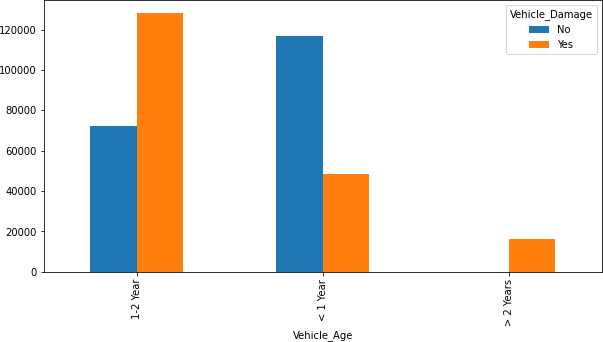 Vehicle_Damage
No
Yes
120000
100000
80000
60000
40000
20000
0
1-2 Year
< 1 Year
> 2 Years
Vehicle_Age